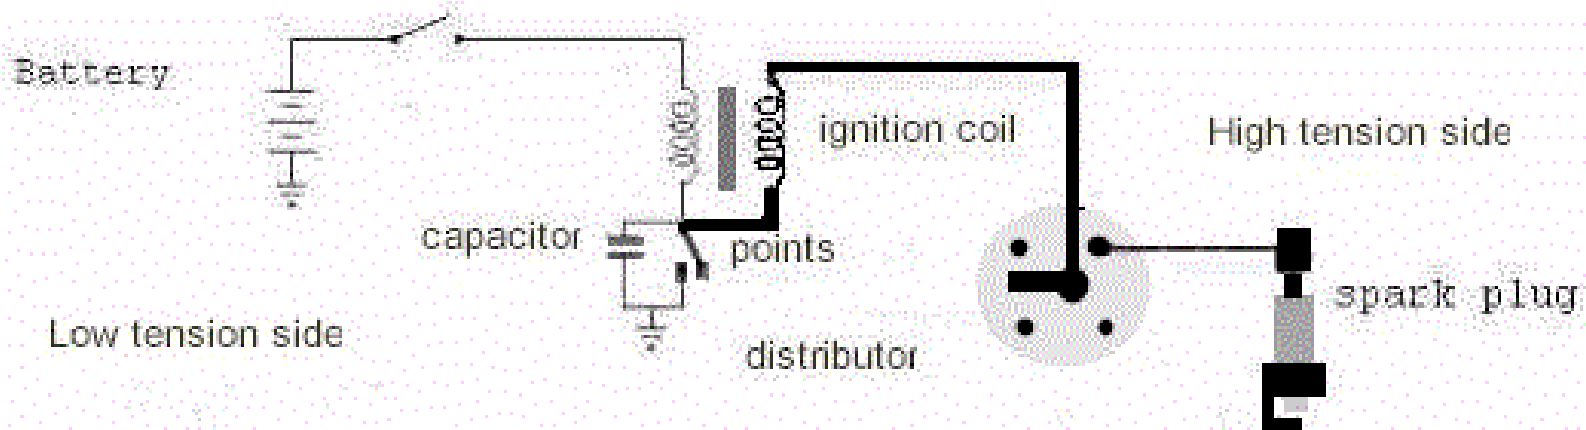 Battery
ignition coil
High tension side
capacitor
points
spark plug
Low tension side
distributor